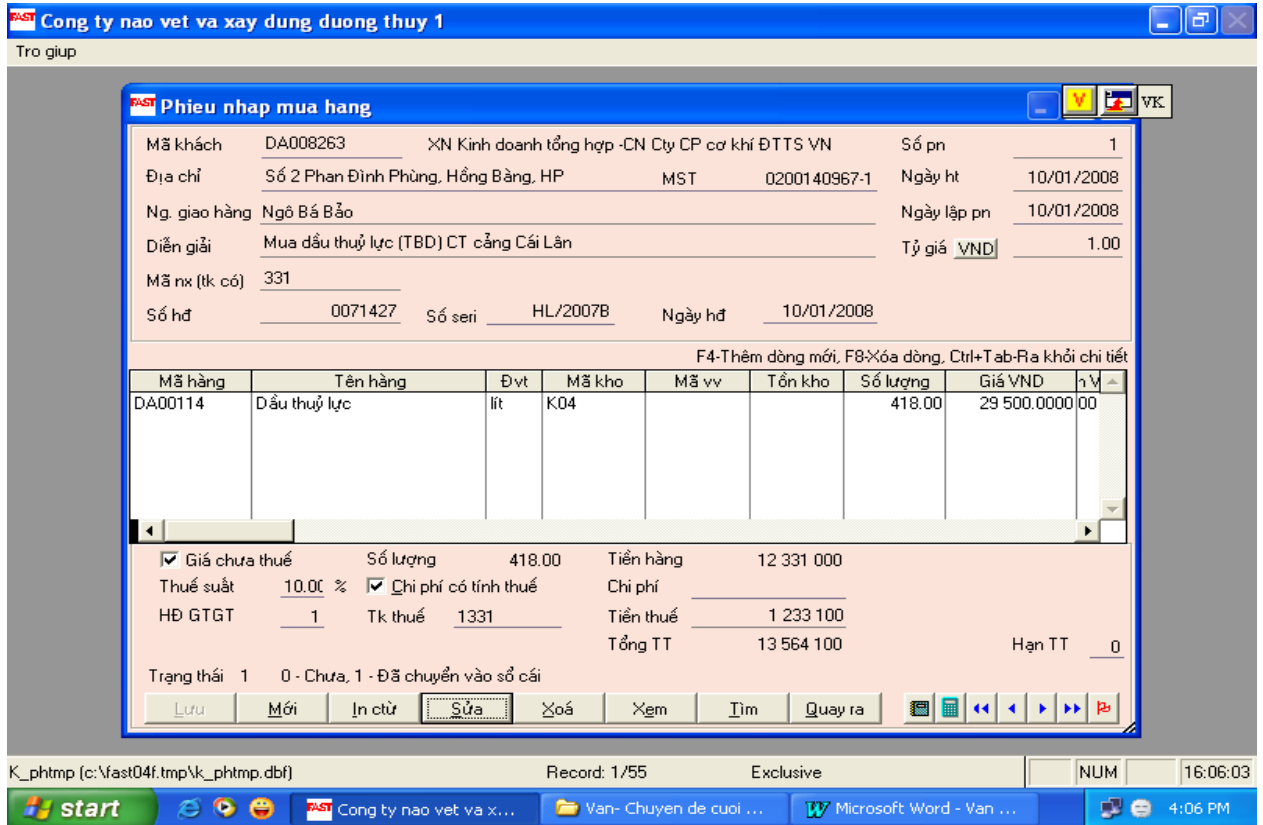 FAST Cong ty nao vet va xay dung duong thuy 1
Tro giup
FAST Phieu nhap mua hang V VK
Mã khách DA008263 XN Kinh doanh tổng hợp -CN Cty CP cơ khí ĐTTS VN Số pn 1
Địa chỉ Số 2 Phan Đình Phùng, Hồng Bàng, HP MST 0200140967-1 Ngày ht 10/01/2008
Ng. giao hàng Ngô Bá Bảo Ngày lập pn 10/01/2008
Diễn giải Mua dầu thuỷ lực (TBD) CT cảng Cái Lân Tỷ giá VND 1.00
Mã nx (tk có) 331
Số hđ 0071427 Số seri HL/2007B Ngày hđ 10/01/2008
F4-Thêm dòng mới, F8-Xóa dòng, Ctrl+Tab-Ra khỏi chi tiết
Mã hàng Tên hàng Đvt Mã kho Mã vv Tồn kho Số lượng Giá VND n V
DA00114 Dầu thuỷ lực lít K04 418.00 29 500.0000 00
Giá chưa thuế Số lượng 418.00 Tiền hàng 12 331 000
Thuế suất 10.00 % Chi phí có tính thuế Chi phí
HĐ GTGT 1 Tk thuế 1331 Tiền thuế 1 233 100
Tổng TT 13 564 100 Hạn TT 0
Trạng thái 1 0 - Chưa, 1 - Đã chuyển vào sổ cái
Lưu Mới In ctừ Sửa Xoá Xem Tìm Quay ra
K_phtmp (c:\fast04f.tmp\k_phtmp.dbf) Record: 1/55 Exclusive NUM 16:06:03
start FAST Cong ty nao vet va x... Van- Chuyen de cuoi ... Microsoft Word - Van ... 4:06 PM